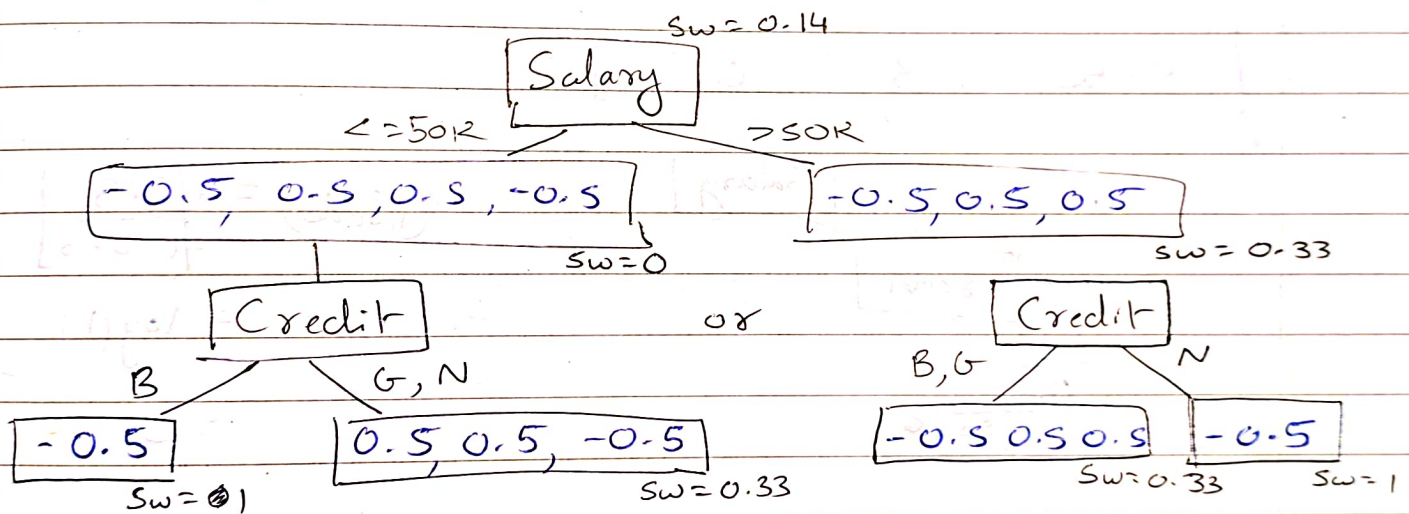 Sw = 0.14
Salary
<=50K >50K
-0.5, 0.5, 0.5, -0.5 -0.5, 0.5, 0.5
Sw=0 Sw = 0.33
Credit or Credit
B G, N B, G N
-0.5 0.5, 0.5, -0.5 -0.5 0.5 0.5 -0.5
Sw=1 Sw=0.33 Sw=0.33 Sw=1